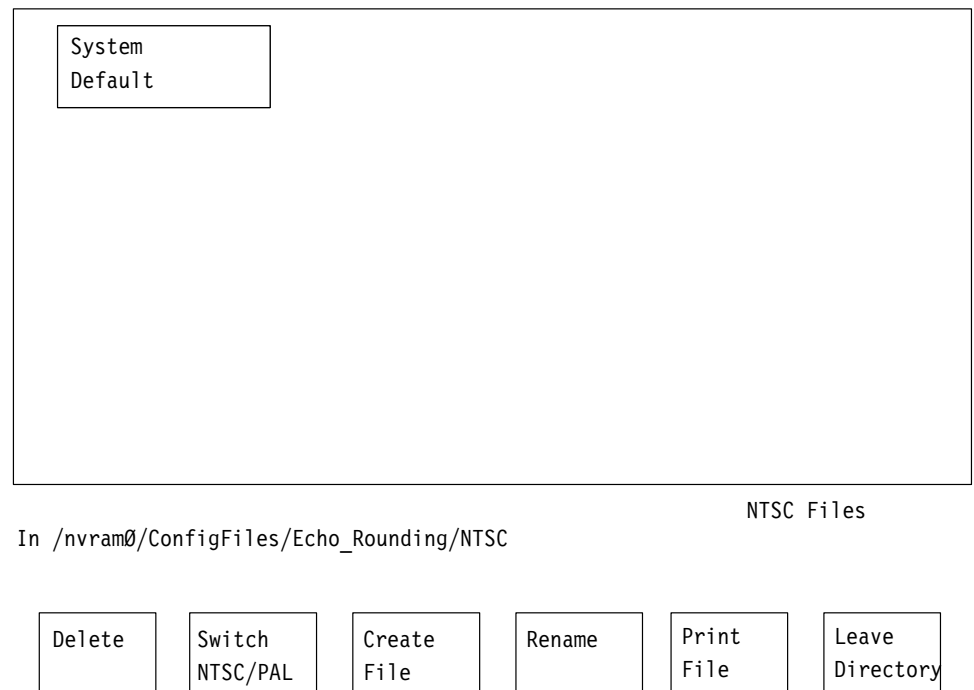 System
Default
NTSC Files
In /nvramØ/ConfigFiles/Echo_Rounding/NTSC
Delete
Switch
NTSC/PAL
Create
File
Rename
Print
File
Leave
Directory